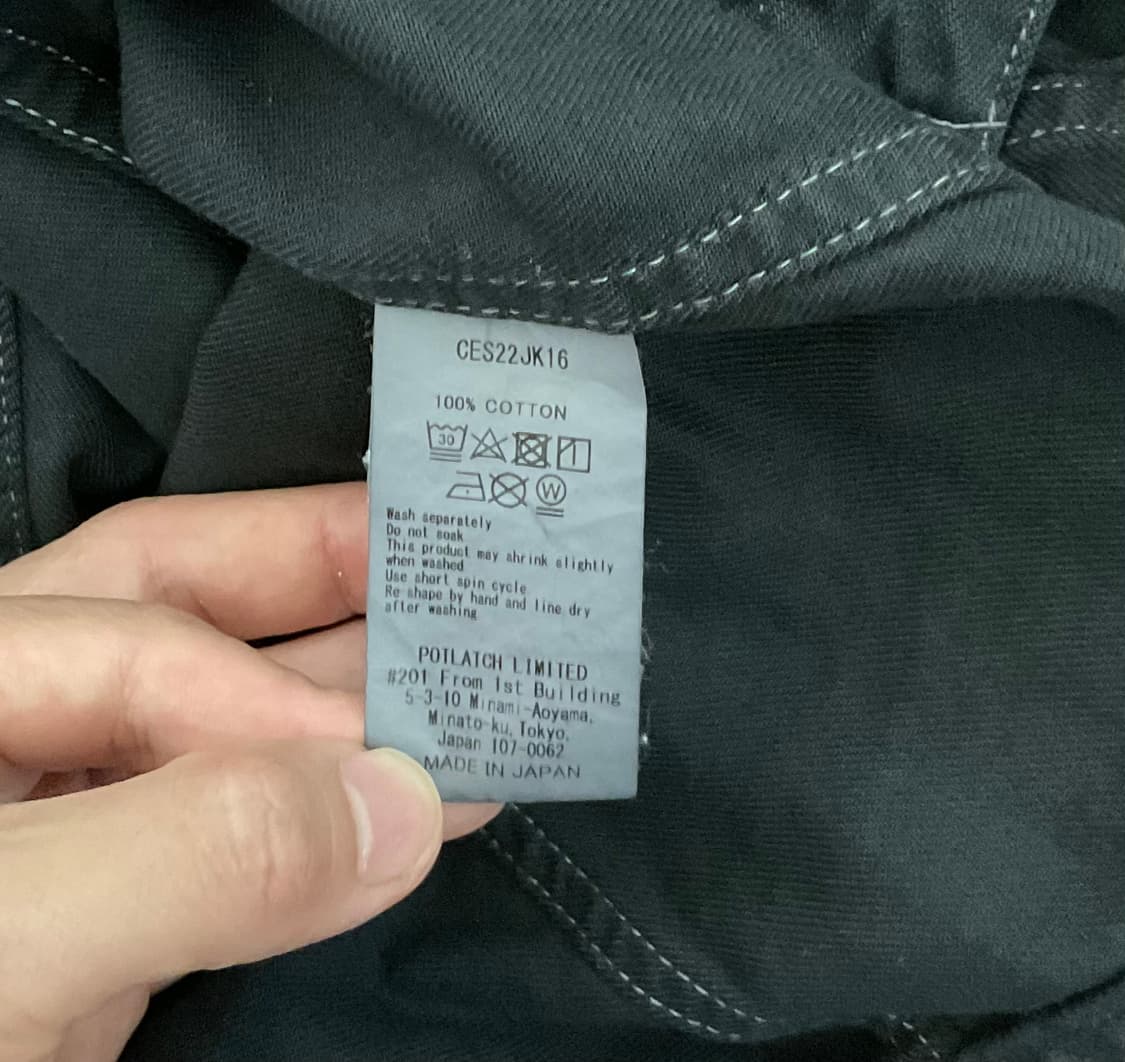 CES22JK16
100% COTTON
30
W
Wash separately
Do not soak
This product may shrink slightly
when washed
Use short spin cycle
Re shape by hand and line dry
after washing
POTLATCH LIMITED
#201 From 1st Building
5-3-10 Minami-Aoyama,
Minato-ku, Tokyo,
Japan 107-0062
MADE IN JAPAN